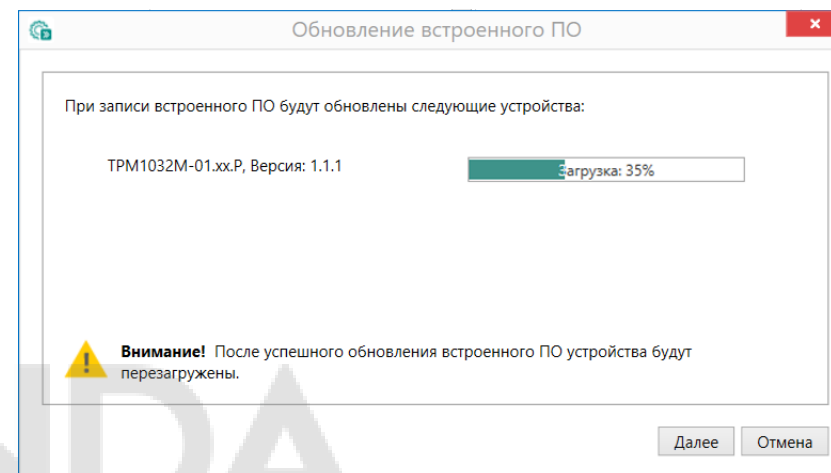 Обновление встроенного ПО
При записи встроенного ПО будут обновлены следующие устройства:
ТРМ1032М-01.xx.Р, Версия: 1.1.1
Загрузка: 35%
Внимание! После успешного обновления встроенного ПО устройства будут
перезагружены.
Далее Отмена